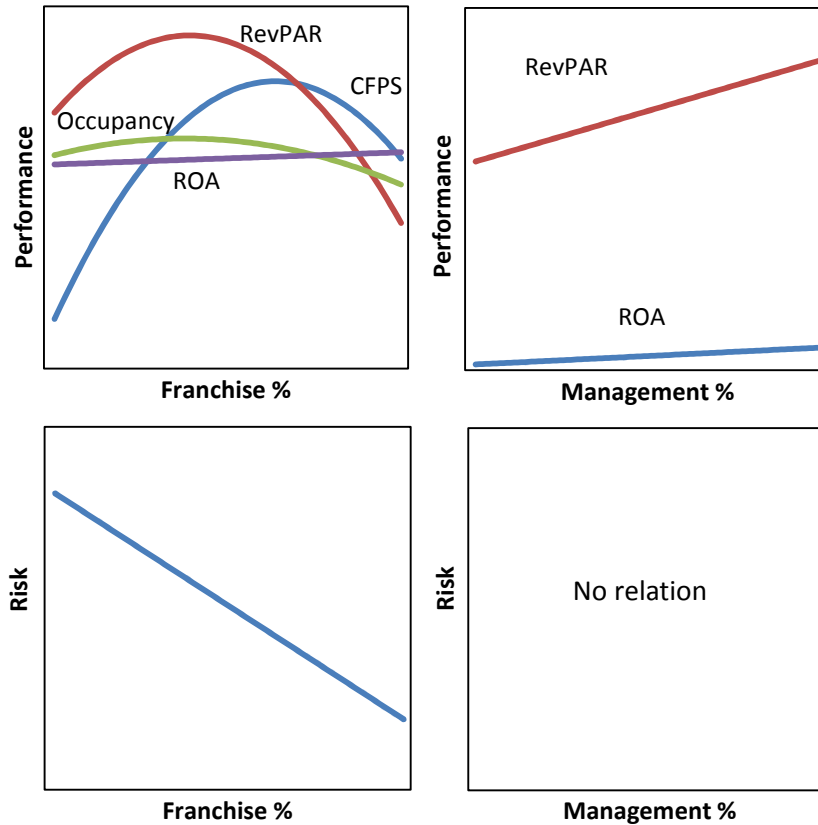 RevPAR
CFPS
Occupancy
ROA
Performance
Franchise %
RevPAR
ROA
Performance
Management %
Risk
Franchise %
No relation
Risk
Management %